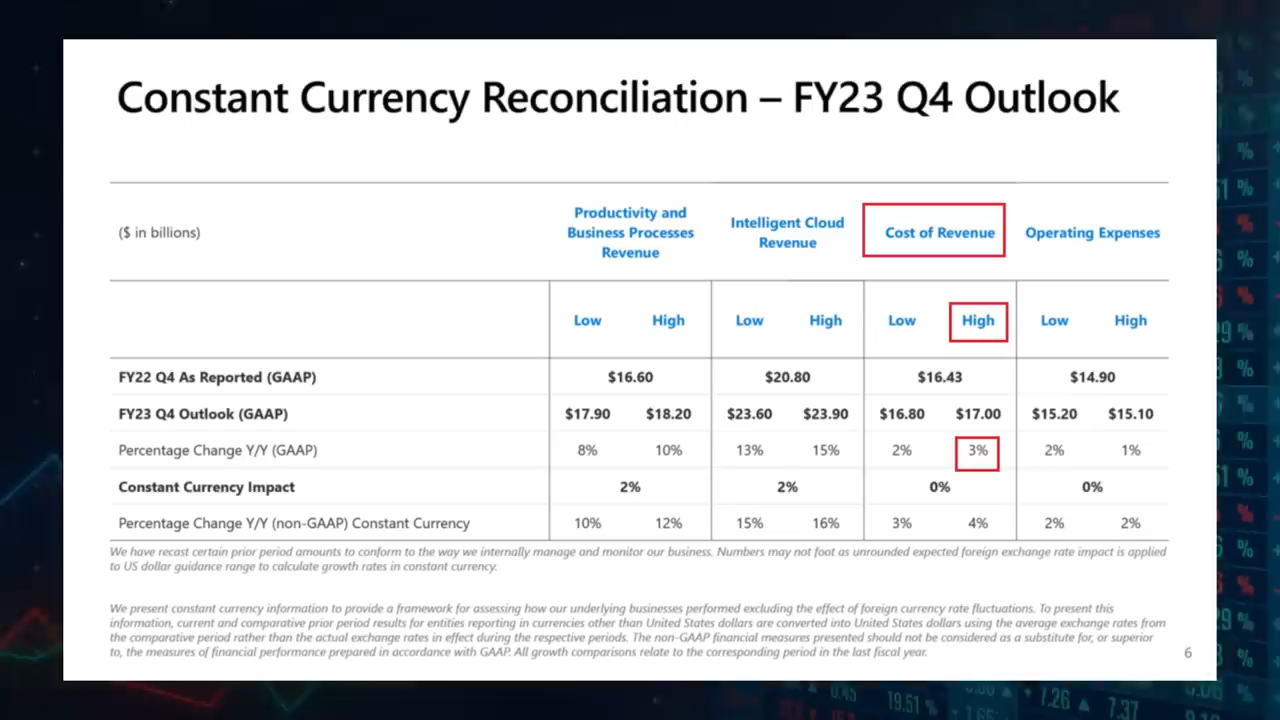 Constant Currency Reconciliation – FY23 Q4 Outlook
($ in billions)
Productivity and
Business Processes
Revenue
Intelligent Cloud
Revenue
Cost of Revenue
Operating Expenses
Low High Low High Low High Low High
FY22 Q4 As Reported (GAAP) $16.60 $20.80 $16.43 $14.90
FY23 Q4 Outlook (GAAP) $17.90 $18.20 $23.60 $23.90 $16.80 $17.00 $15.20 $15.10
Percentage Change Y/Y (GAAP) 8% 10% 13% 15% 2% 3% 2% 1%
Constant Currency Impact 2% 2% 0% 0%
Percentage Change Y/Y (non-GAAP) Constant Currency 10% 12% 15% 16% 3% 4% 2% 2%
We have recast certain prior period amounts to conform to the way we internally manage and monitor our business. Numbers may not foot as unrounded expected foreign exchange rate impact is applied
to US dollar guidance range to calculate growth rates in constant currency.
We present constant currency information to provide a framework for assessing how our underlying businesses performed excluding the effect of foreign currency rate fluctuations. To present this
information, current and comparative prior period results for entities reporting in currencies other than United States dollars are converted into United States dollars using the average exchange rates from
the comparative period rather than the actual exchange rates in effect during the respective periods. The non-GAAP financial measures presented should not be considered as a substitute for, or superior
to, the measures of financial performance prepared in accordance with GAAP. All growth comparisons relate to the corresponding period in the last fiscal year.
6
19.51 %
7.26
7.37